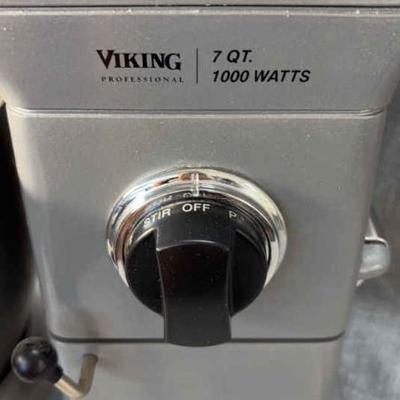 VIKING
PROFESSIONAL
7 QT.
1000 WATTS
STIR OFF P